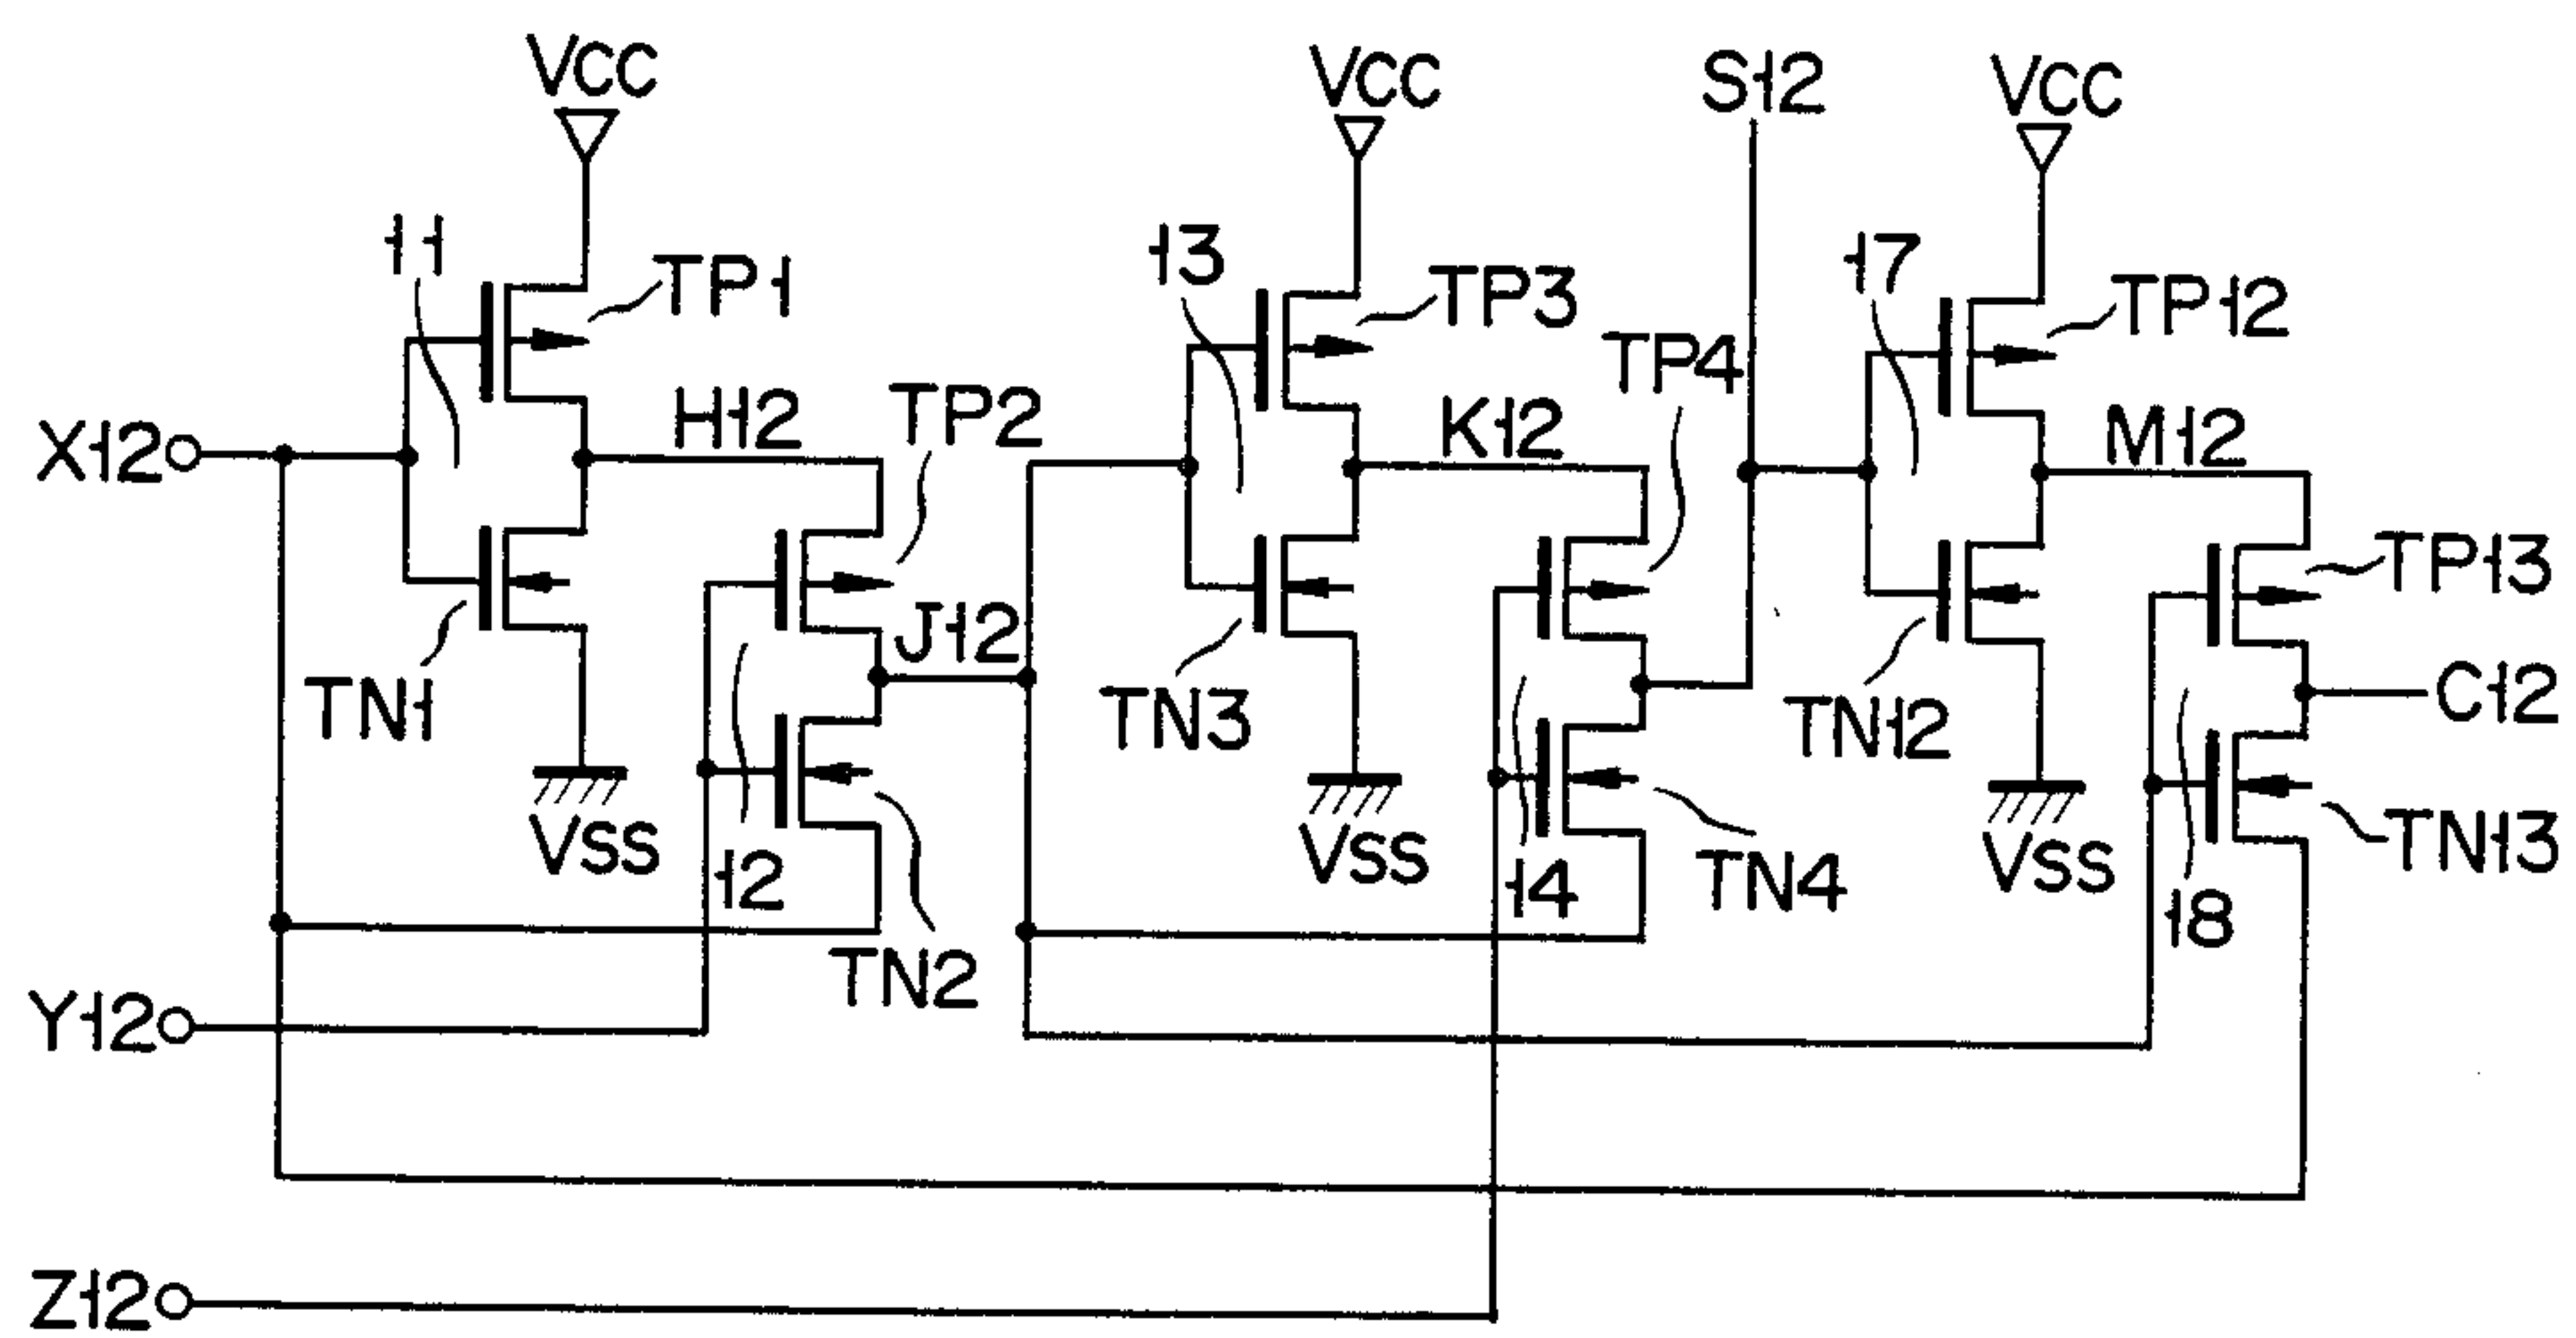 VCC
VCC
S12
VCC
11
TP1
13
TP3
17
TP12
TP4
X12
H12
TP2
K12
M12
TP13
J12
TN1
TN3
TN12
C12
VSS
12
VSS
14
TN4
VSS
TN13
18
TN2
Y12
Z12